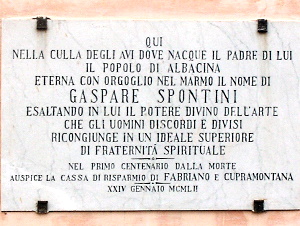 QUI
NELLA CULLA DEGLI AVI DOVE NACQUE IL PADRE DI LUI
IL POPOLO DI ALBACINA
ETERNA CON ORGOGLIO NEL MARMO IL NOME DI
GASPARE SPONTINI
ESALTANDO IN LUI IL POTERE DIVINO DELL'ARTE
CHE GLI UOMINI DISCORDI E DIVISI
RICONGIUNGE IN UN IDEALE SUPERIORE
DI FRATERNITÀ SPIRITUALE
NEL PRIMO CENTENARIO DALLA MORTE
AUSPICE LA CASSA DI RISPARMIO DI FABRIANO E CUPRAMONTANA
XXIV GENNAIO MCMLII